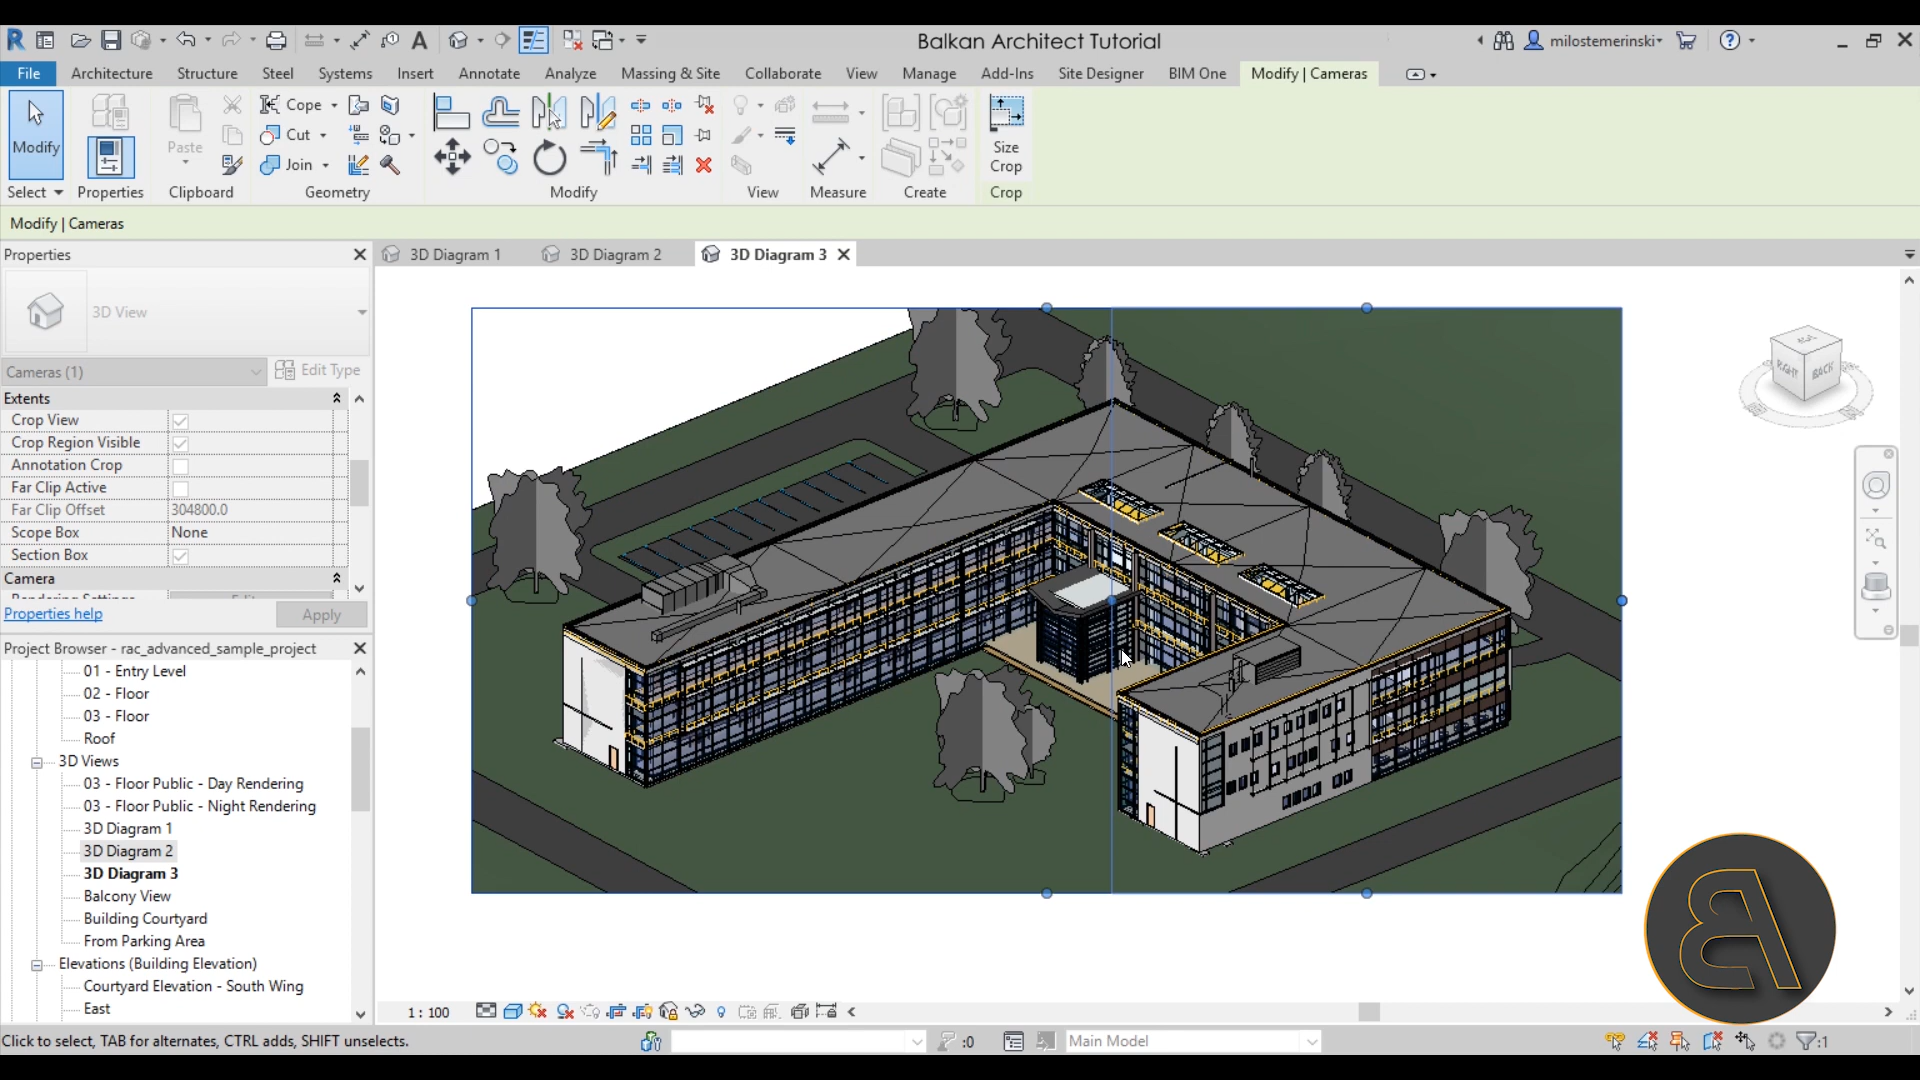 Balkan Architect Tutorial
milostemerinski
File Architecture Structure Steel Systems Insert Annotate Analyze Massing & Site Collaborate View Manage Add-Ins Site Designer BIM One Modify | Cameras
Modify
Paste
Cope
Cut
Join
Size
Crop
Select Properties Clipboard Geometry Modify View Measure Create Crop
Modify | Cameras
Properties
3D Diagram 1
3D Diagram 2
3D Diagram 3
3D View
Cameras (1)
Edit Type
Extents
Crop View
Crop Region Visible
Annotation Crop
Far Clip Active
Far Clip Offset 304800.0
Scope Box None
Section Box
Camera
Properties help
Apply
Project Browser - rac_advanced_sample_project
01 - Entry Level
02 - Floor
03 - Floor
Roof
3D Views
03 - Floor Public - Day Rendering
03 - Floor Public - Night Rendering
3D Diagram 1
3D Diagram 2
3D Diagram 3
Balcony View
Building Courtyard
From Parking Area
Elevations (Building Elevation)
Courtyard Elevation - South Wing
East
RIGHT
BACK
1 : 100
Click to select, TAB for alternates, CTRL adds, SHIFT unselects.
:0
Main Model
:1